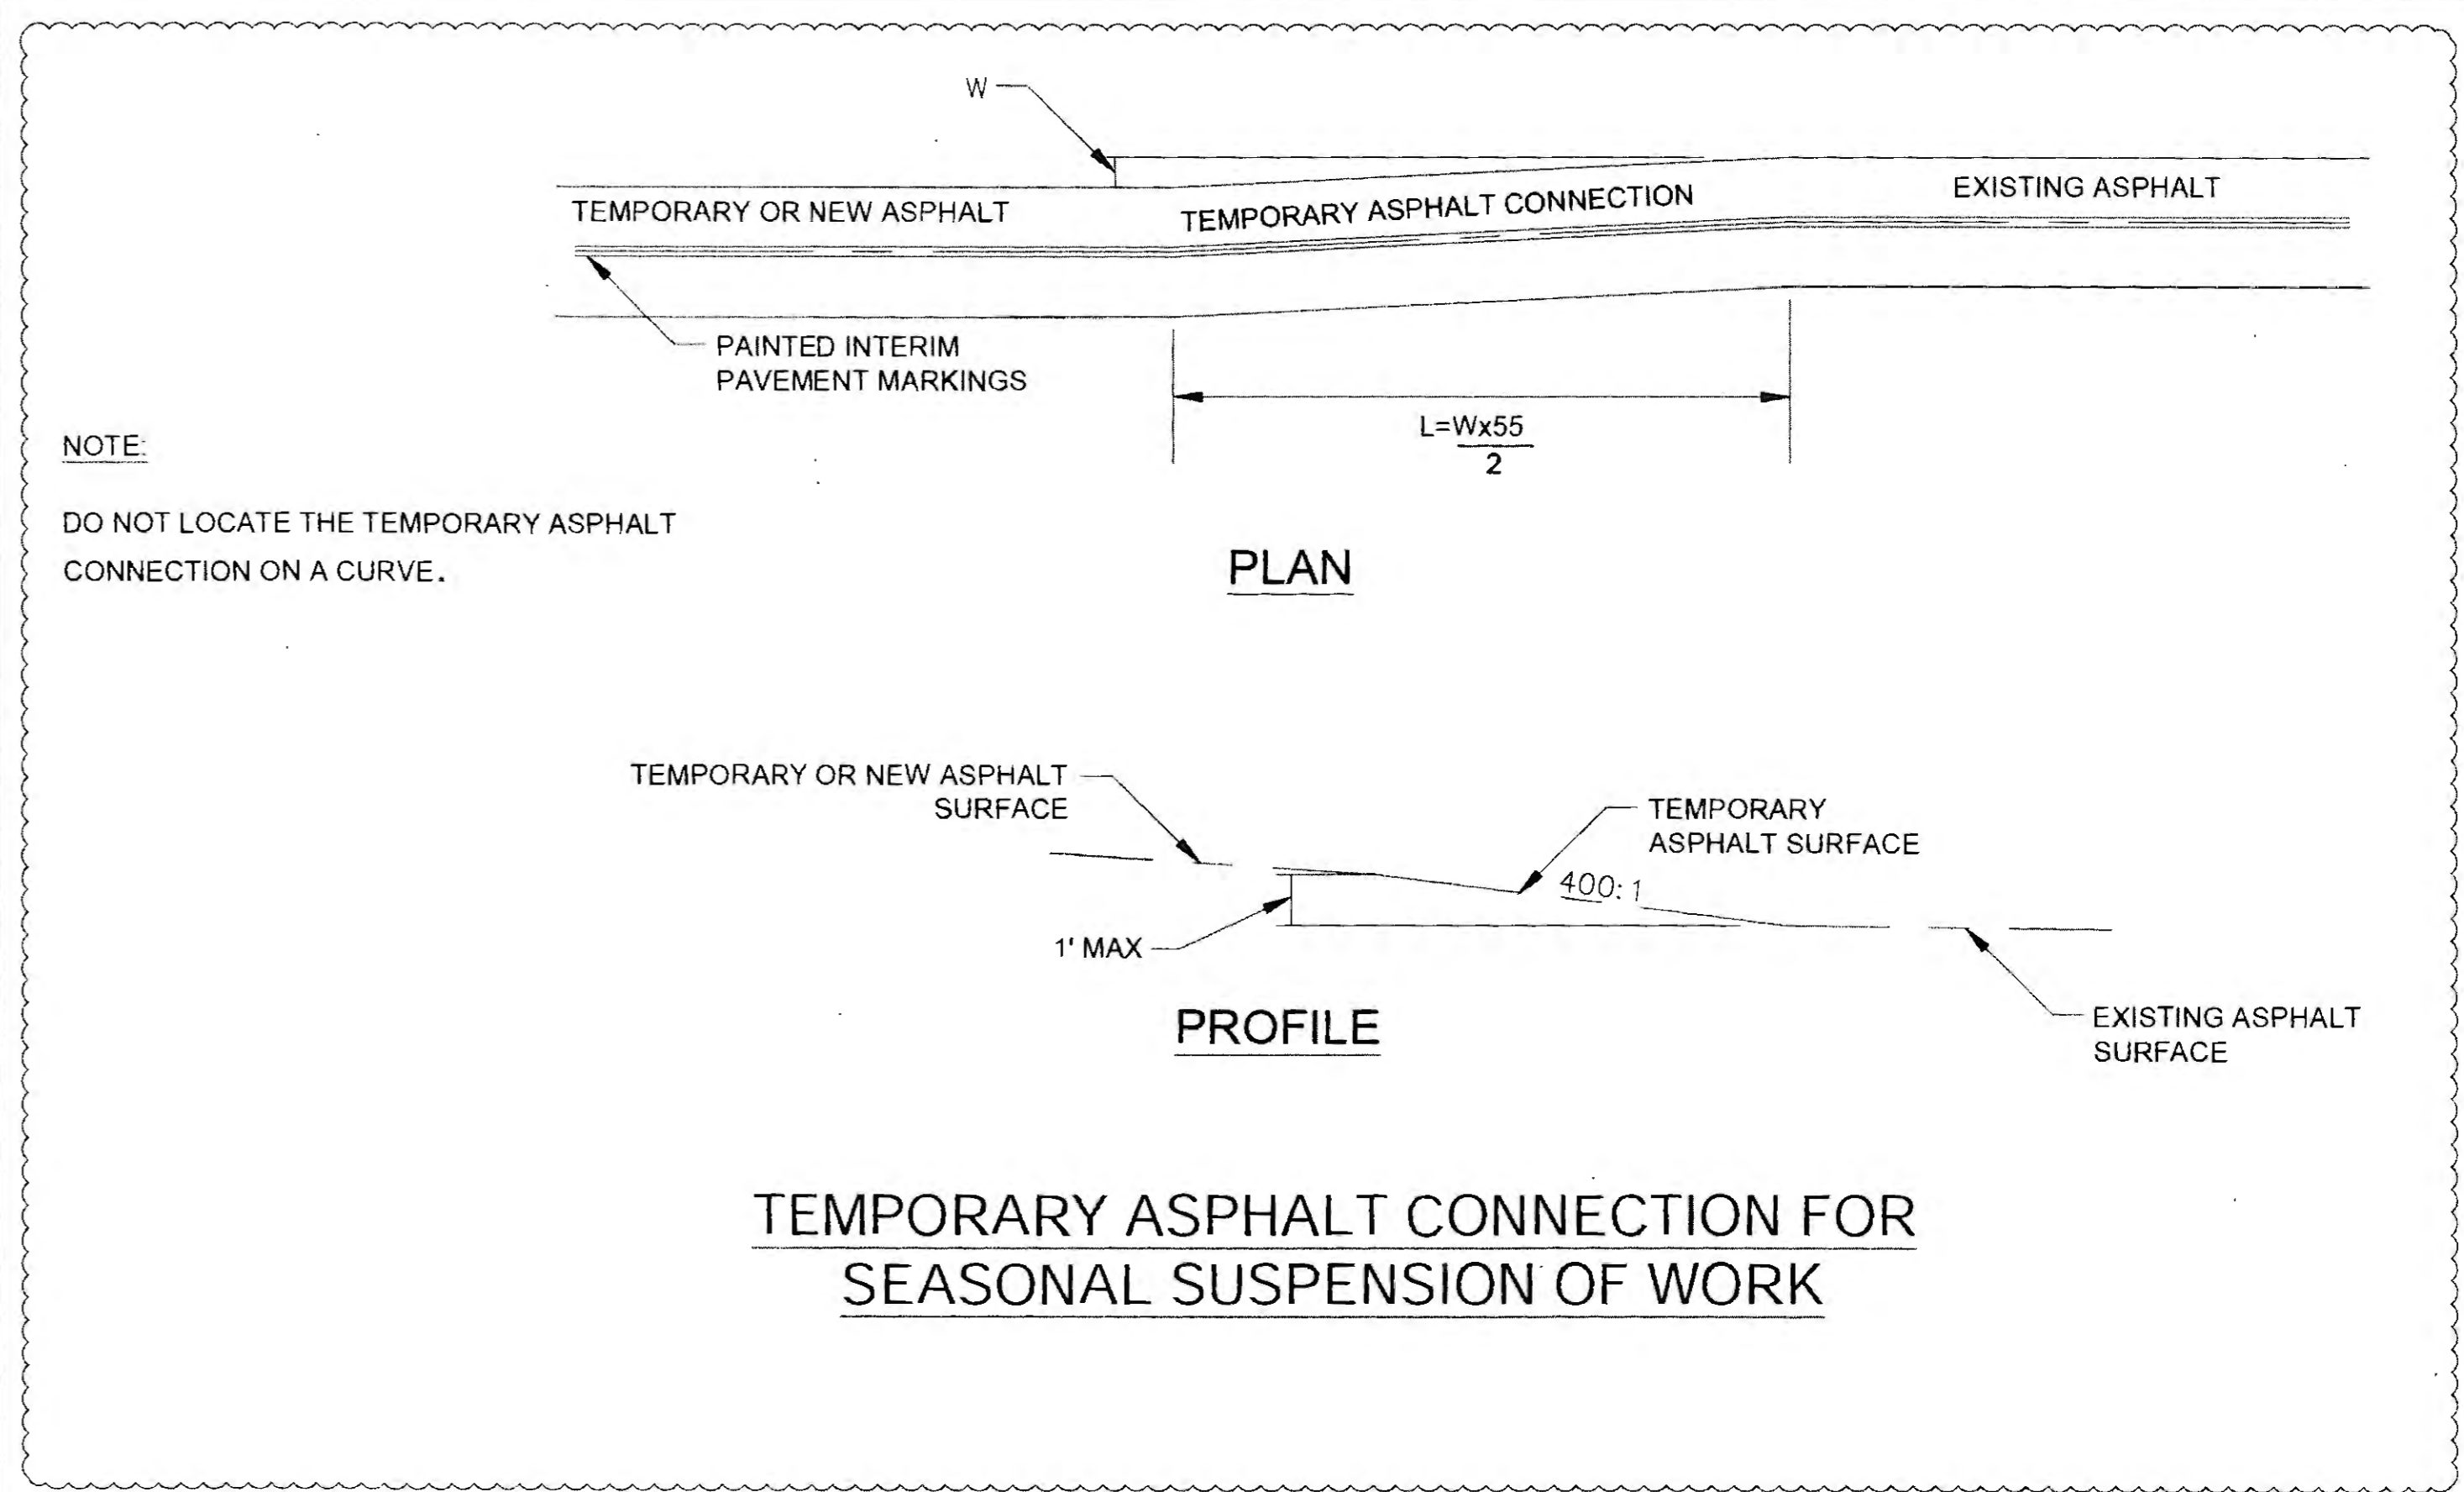 W
TEMPORARY OR NEW ASPHALT
TEMPORARY ASPHALT CONNECTION
EXISTING ASPHALT
PAINTED INTERIM
PAVEMENT MARKINGS
L=Wx55
2
NOTE:
DO NOT LOCATE THE TEMPORARY ASPHALT
CONNECTION ON A CURVE.
PLAN
TEMPORARY OR NEW ASPHALT
SURFACE
TEMPORARY
ASPHALT SURFACE
400:1
1' MAX
PROFILE
EXISTING ASPHALT
SURFACE
TEMPORARY ASPHALT CONNECTION FOR
SEASONAL SUSPENSION OF WORK